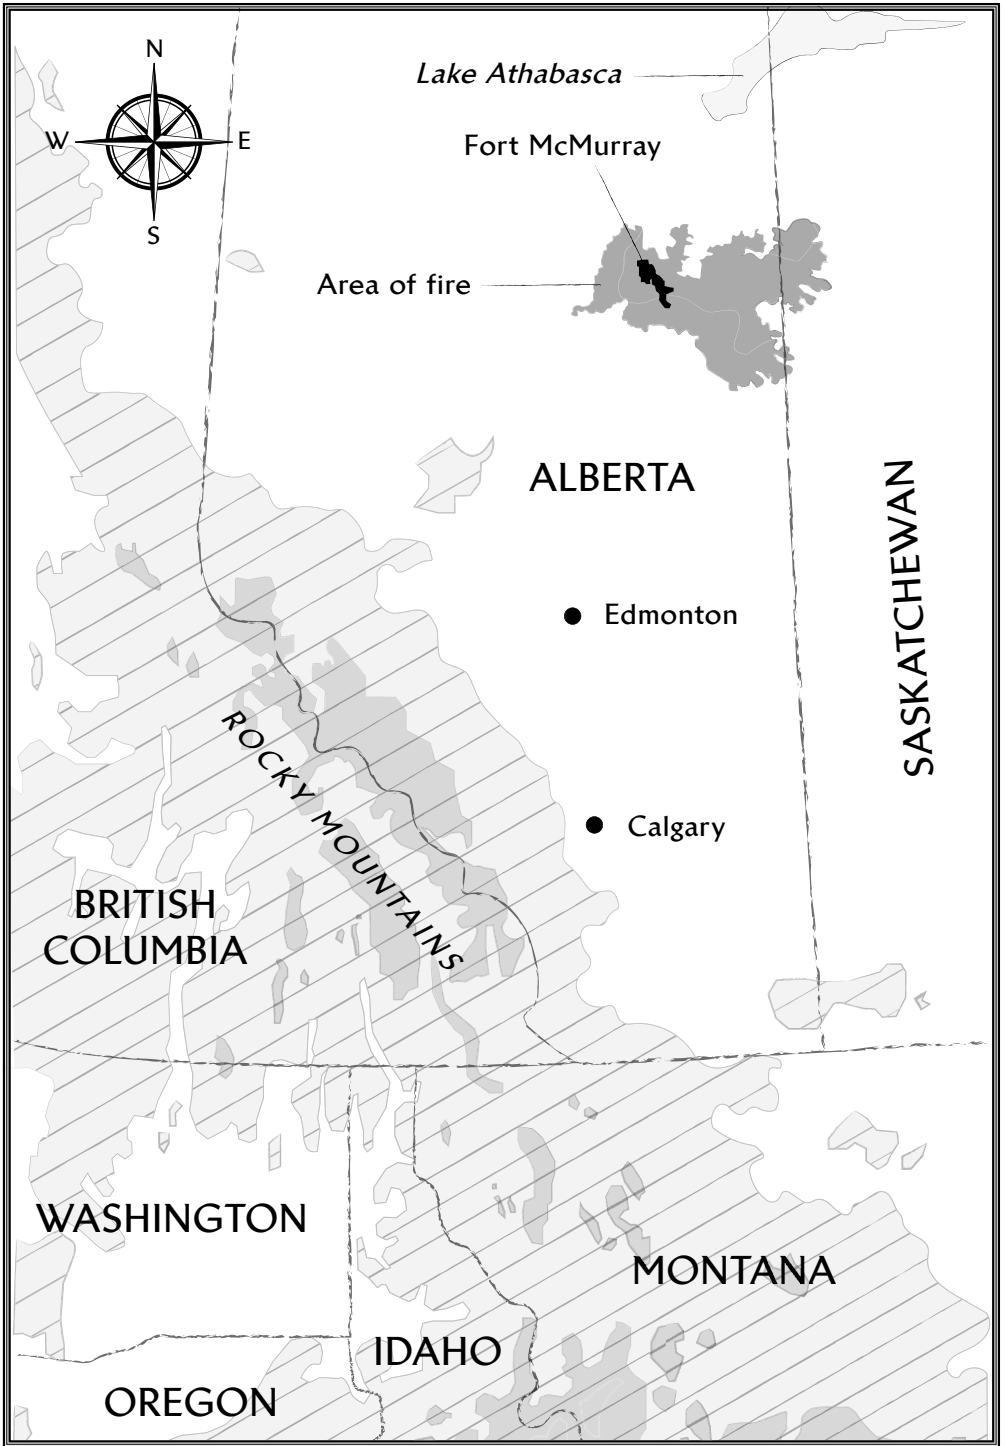 N
Lake Athabasca
W
E
Fort McMurray
S
Area of fire
ALBERTA
SASKATCHEWAN
Edmonton
ROCKY MOUNTAINS
Calgary
BRITISH
COLUMBIA
WASHINGTON
MONTANA
IDAHO
OREGON